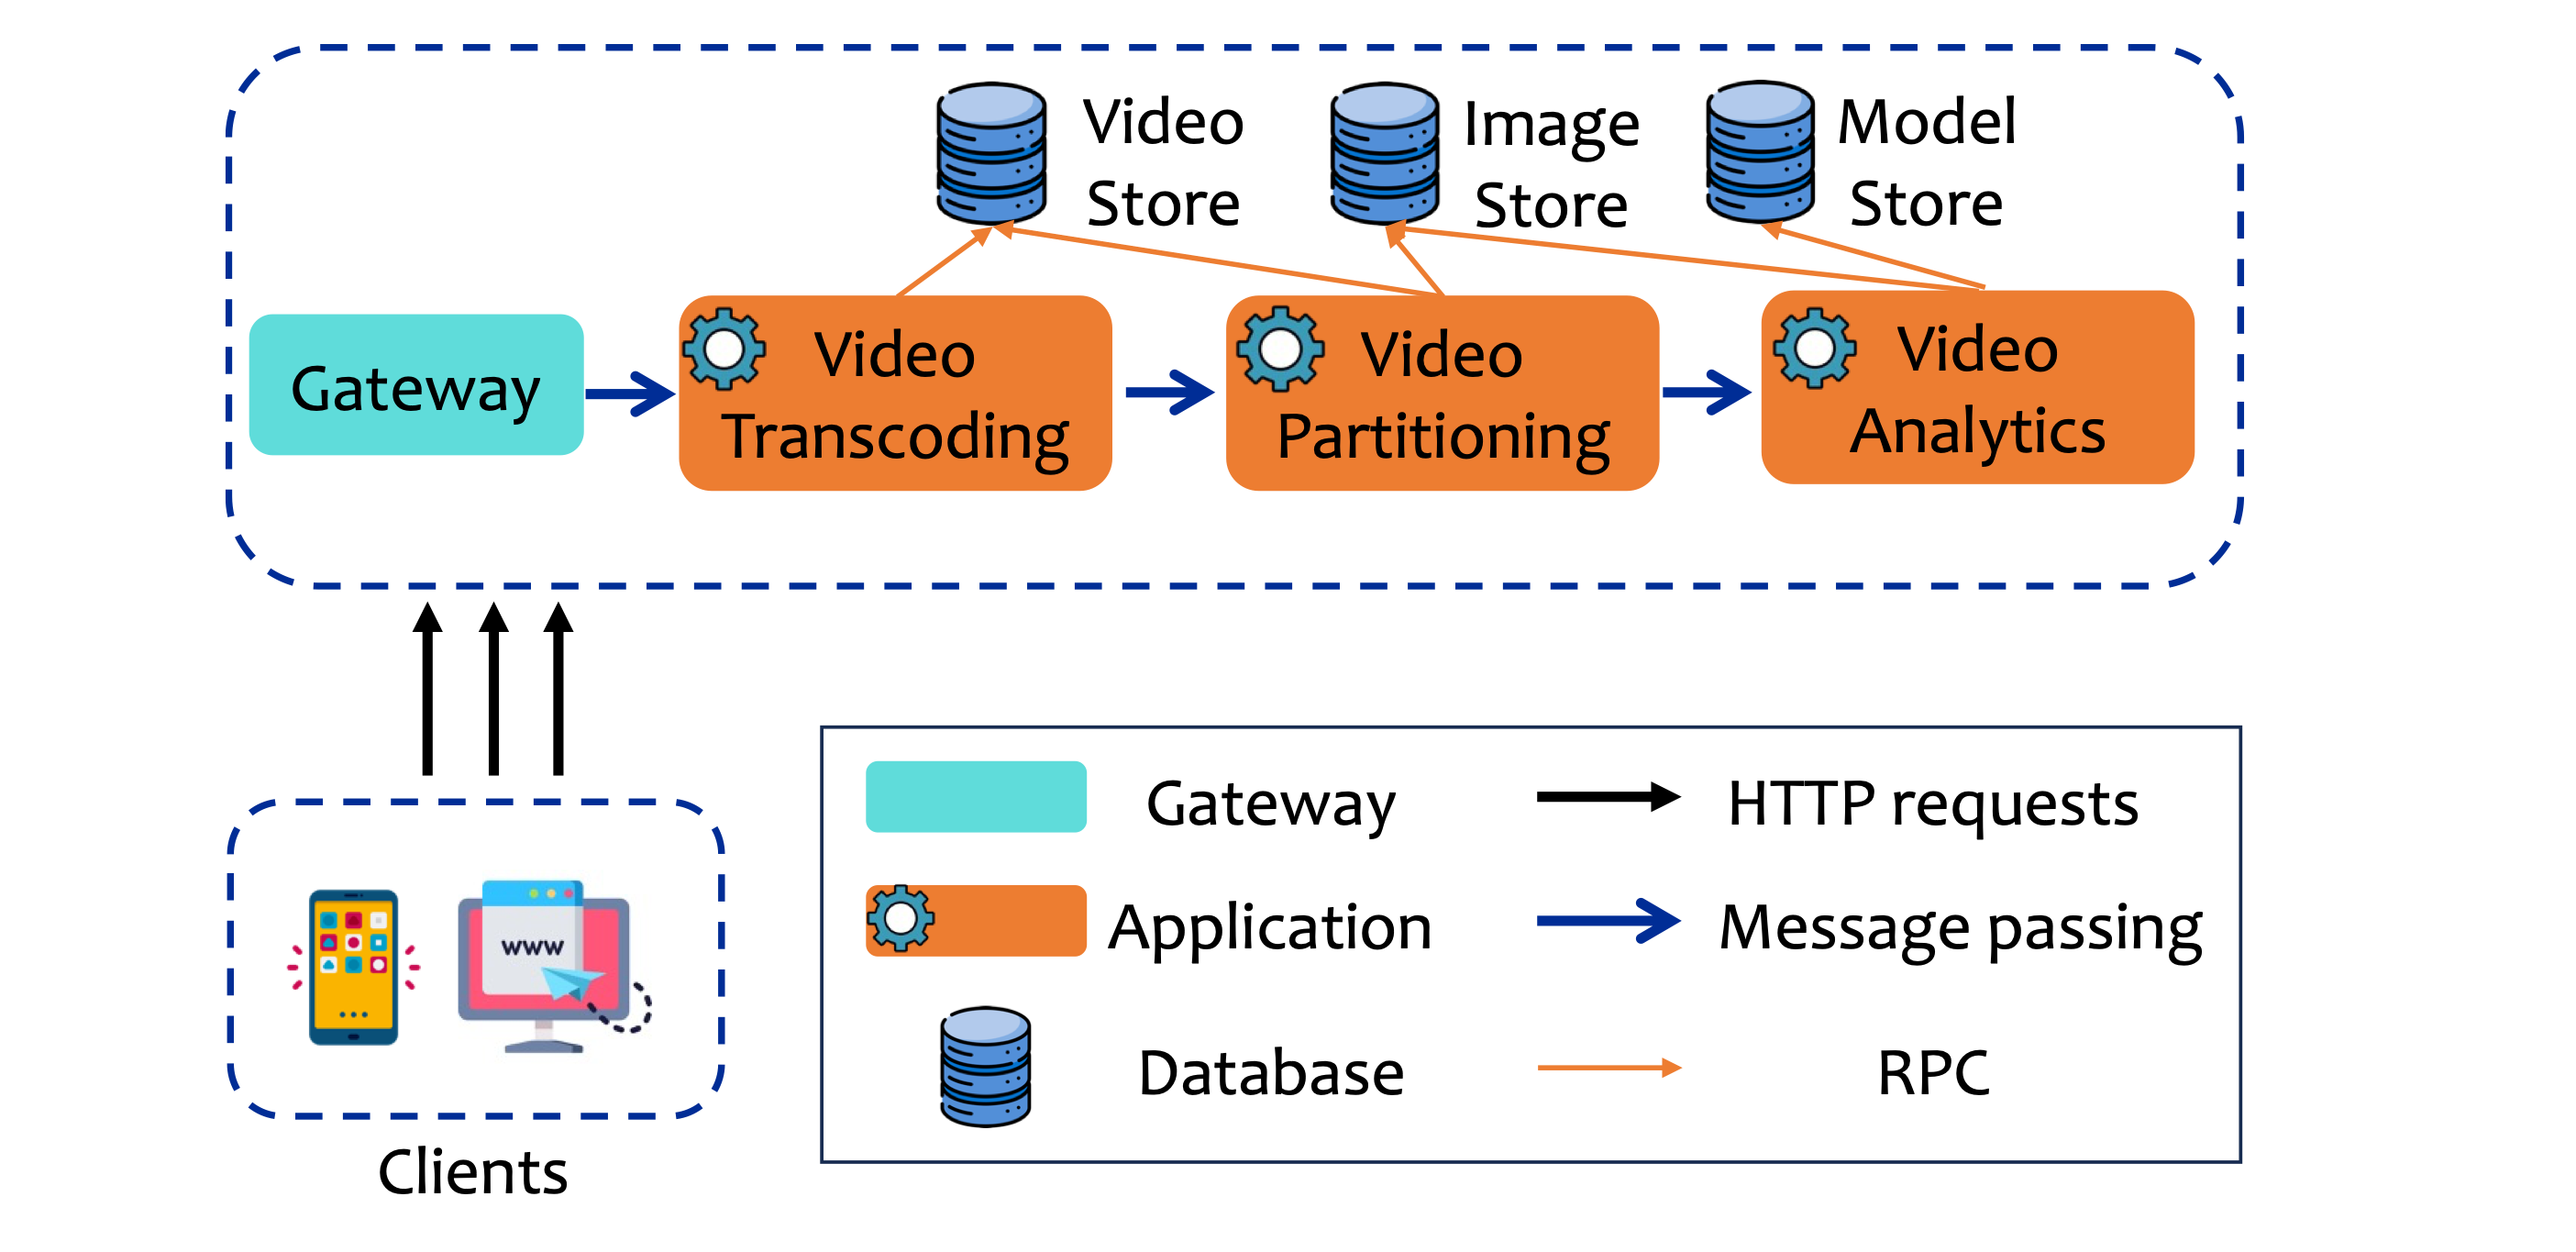 Video
Store
Image
Store
Model
Store
Gateway
Video
Transcoding
Video
Partitioning
Video
Analytics
www
Clients
Gateway
HTTP requests
Application
Message passing
Database
RPC